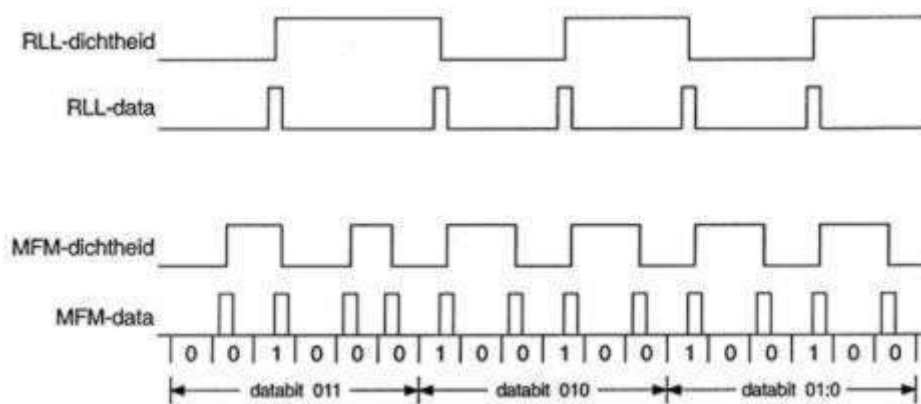 RLL-dichtheid
RLL-data
MFM-dichtheid
MFM-data
0 0 1 0 0 0 1 0 0 1 0 0 1 0 0 1 0 0
databit 011 databit 010 databit 01:0